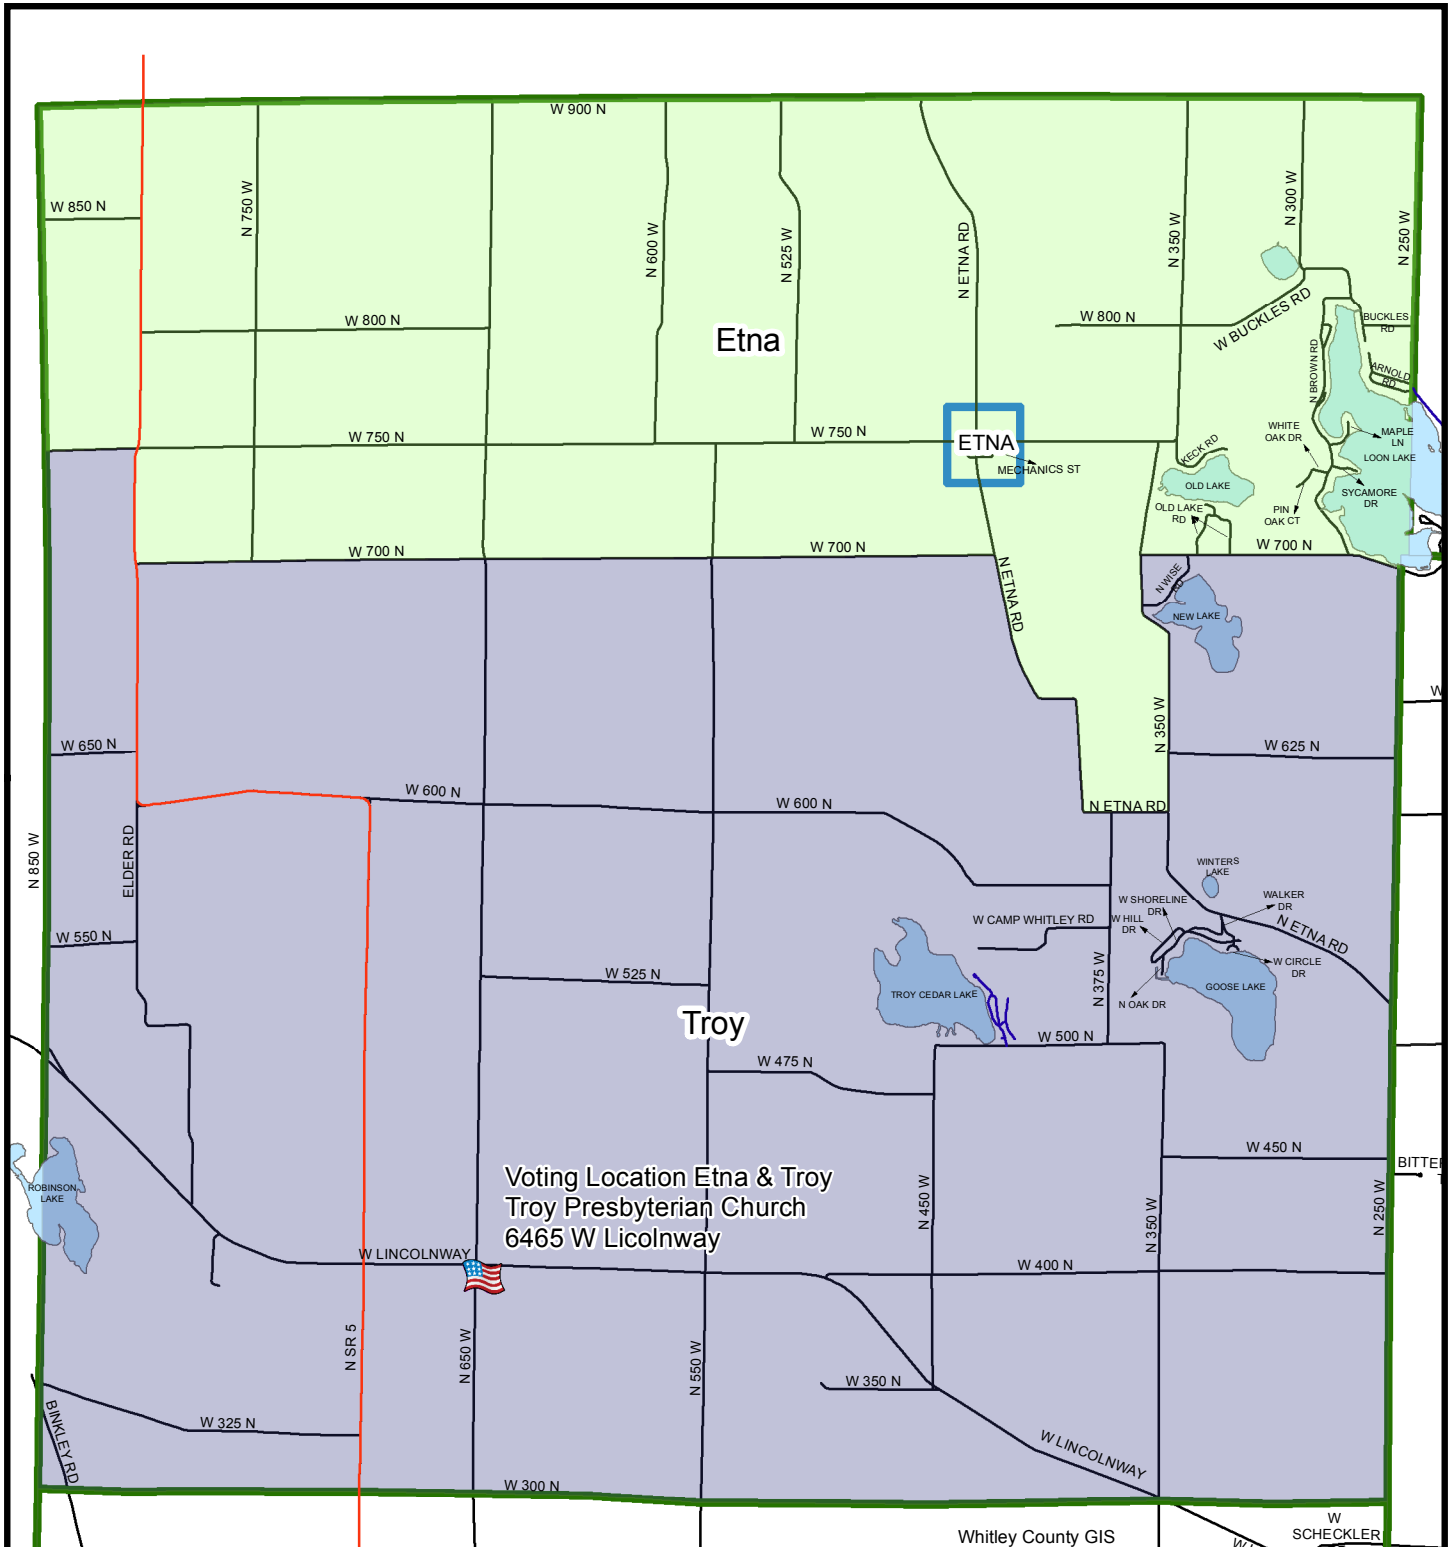 W 900 N
W 850 N
N 750 W
N 600 W
N 525 W
N ETNA RD
N 350 W
N 300 W
N 250 W
W 800 N
Etna
W 800 N
W BUCKLES RD
BUCKLES
RD
N BROWN RD
ARNOLD
RD
W 750 N
W 750 N
ETNA
MECHANICS ST
KECK RD
WHITE
OAK DR
MAPLE
LN
LOON LAKE
OLD LAKE
SYCAMORE
DR
OLD LAKE
RD
PIN
OAK CT
W 700 N
W 700 N
W 700 N
N ETNA RD
N WISE
RD
NEW LAKE
W 650 N
N 350 W
W 625 N
W
W 600 N
W 600 N
N ETNA RD
N 850 W
ELDER RD
WINTERS
LAKE
W SHORELINE
DR
WALKER
DR
W CAMP WHITLEY RD
W HILL
DR
N ETNA RD
W 550 N
W 525 N
N 375 W
W CIRCLE
DR
TROY CEDAR LAKE
GOOSE LAKE
N OAK DR
Troy
W 500 N
W 475 N
W 450 N
BITTE
ROBINSON
LAKE
Voting Location Etna & Troy
Troy Presbyterian Church
6465 W Licolnway
N 450 W
N 350 W
N 250 W
W LINCOLNWAY
W 400 N
N SR 5
N 650 W
N 550 W
W 350 N
BINKLEY RD
W 325 N
W LINCOLNWAY
W 300 N
Whitley County GIS
W
SCHECKLER